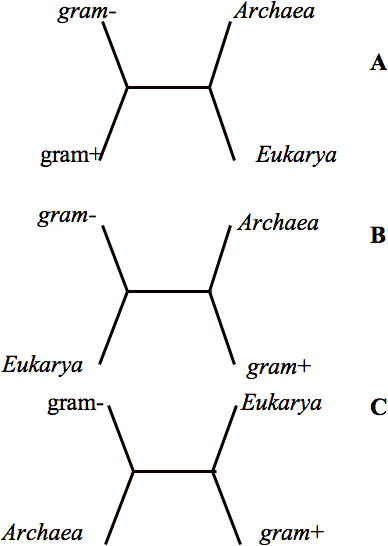 gram- Archaea
A
gram+ Eukarya
gram- Archaea
B
Eukarya gram+
gram- Eukarya
C
Archaea gram+